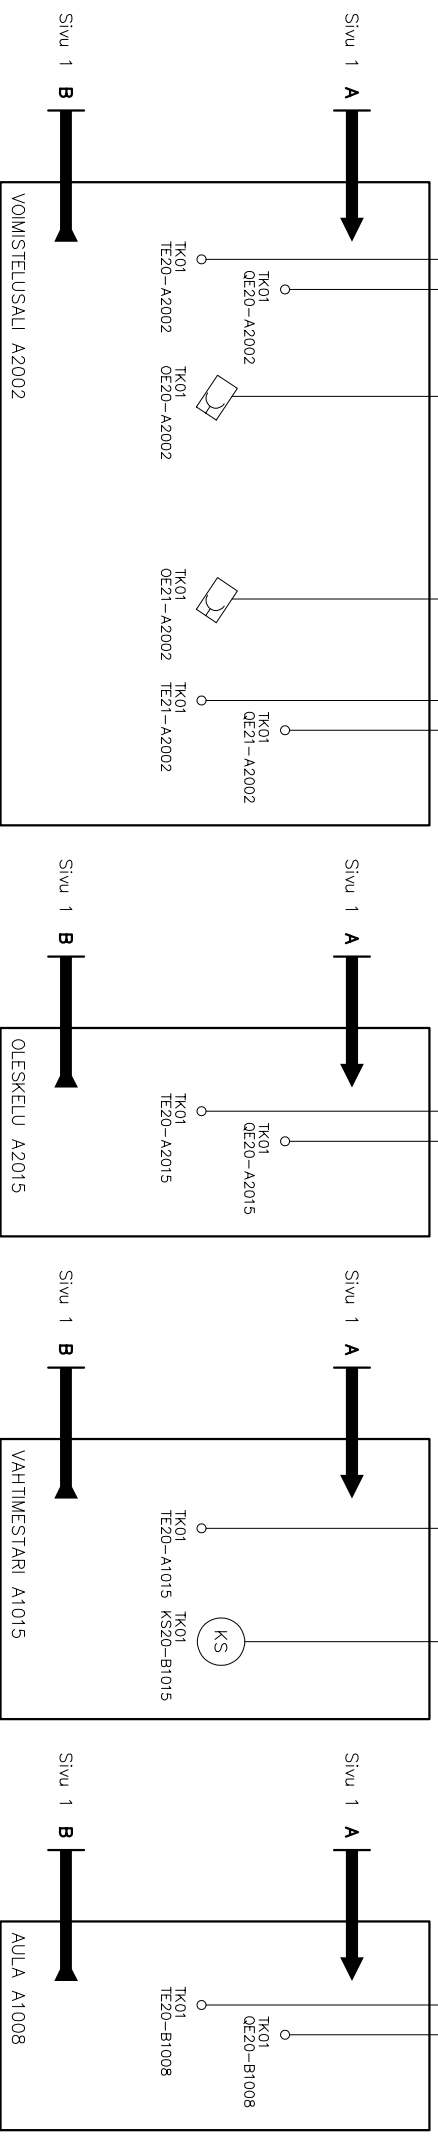 Sivu 1 A
Sivu 1 B
TK01
QE20-A2002
TK01
TE20-A2002
TK01
OE20-A2002
TK01
OE21-A2002
TK01
QE21-A2002
TK01
TE21-A2002
VOIMISTELUSALI A2002
Sivu 1 A
Sivu 1 B
TK01
QE20-A2015
TK01
TE20-A2015
OLESKELU A2015
Sivu 1 A
Sivu 1 B
TK01
TE20-A1015
KS
TK01
KS20-B1015
VAHTIMESTARI A1015
Sivu 1 A
Sivu 1 B
TK01
QE20-B1008
TK01
TE20-B1008
AULA A1008